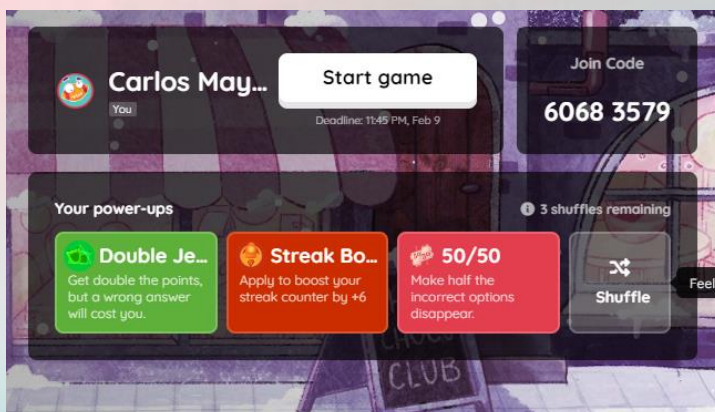 Carlos May...
You
Start game
Deadline: 11:45 PM, Feb 9
Join Code
6068 3579
Your power-ups
3 shuffles remaining
Double Je...
Get double the points,
but a wrong answer
will cost you.
Streak Bo...
Apply to boost your
streak counter by +6
50/50
Make half the
incorrect options
disappear.
Shuffle
Feel
CLUB